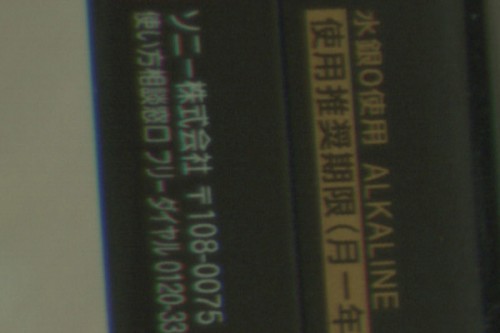 水銀0使用 ALKALINE
使用推奨期限(月－年
ソニー株式会社 〒108-0075
使い方相談窓口 フリーダイヤル 0120-33